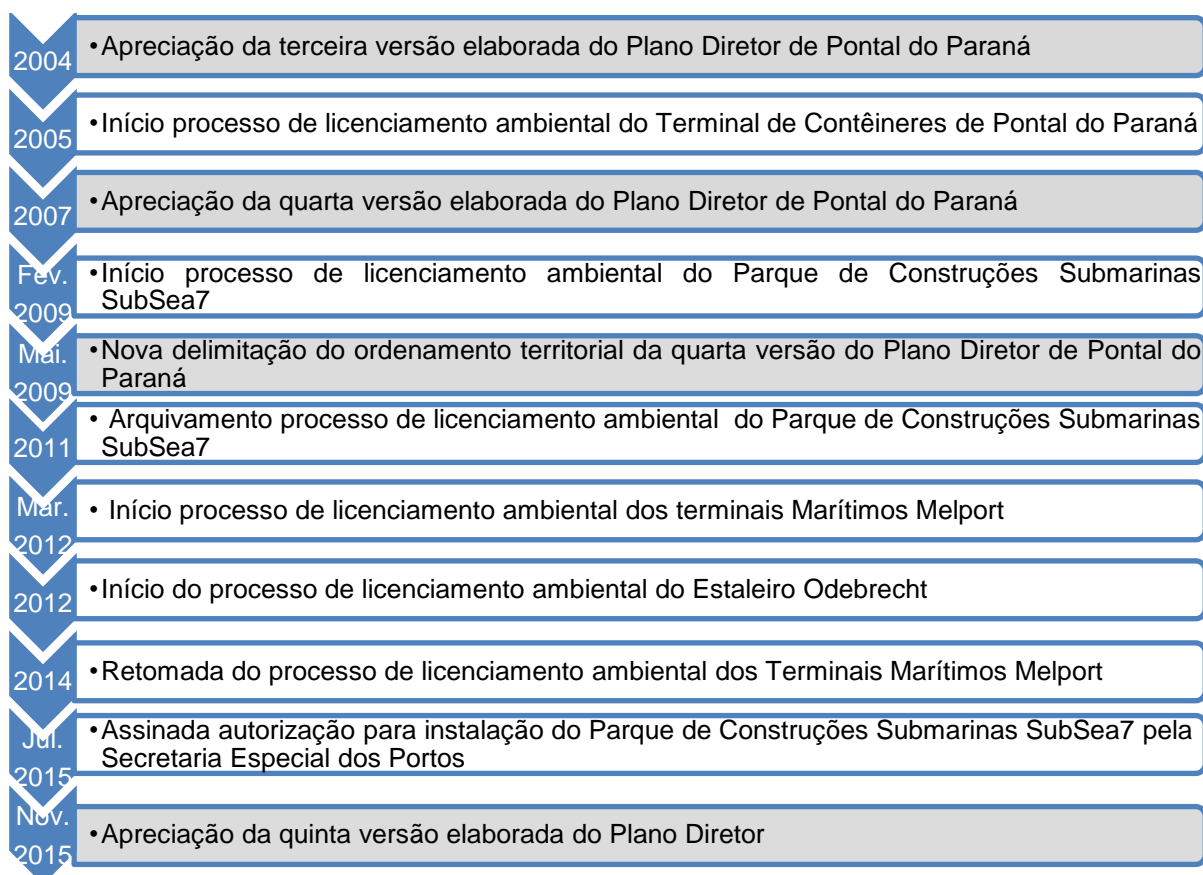 2004
•Apreciação da terceira versão elaborada do Plano Diretor de Pontal do Paraná
2005
•Início processo de licenciamento ambiental do Terminal de Contêineres de Pontal do Paraná
2007
•Apreciação da quarta versão elaborada do Plano Diretor de Pontal do Paraná
Fev.
2009
•Início processo de licenciamento ambiental do Parque de Construções Submarinas
SubSea7
Mai.
2009
•Nova delimitação do ordenamento territorial da quarta versão do Plano Diretor de Pontal do
Paraná
2011
• Arquivamento processo de licenciamento ambiental do Parque de Construções Submarinas
SubSea7
Mar.
2012
• Início processo de licenciamento ambiental dos terminais Marítimos Melport
2012
•Início do processo de licenciamento ambiental do Estaleiro Odebrecht
2014
•Retomada do processo de licenciamento ambiental dos Terminais Marítimos Melport
Jul.
2015
•Assinada autorização para instalação do Parque de Construções Submarinas SubSea7 pela
Secretaria Especial dos Portos
Nov.
2015
•Apreciação da quinta versão elaborada do Plano Diretor